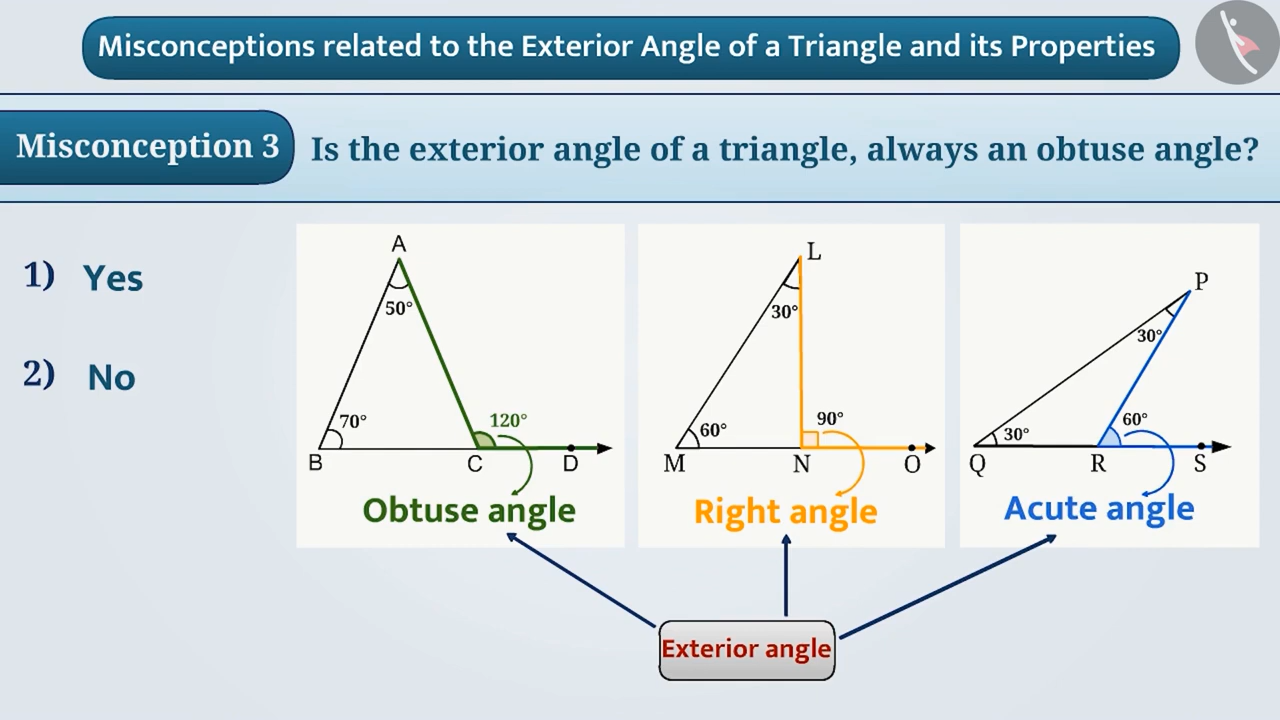 Misconceptions related to the Exterior Angle of a Triangle and its Properties
Misconception 3
Is the exterior angle of a triangle, always an obtuse angle?
1) Yes
2) No
A
50°
70°
120°
B
C
D
Obtuse angle
L
30°
60°
90°
M
N
O
Right angle
P
30°
30°
60°
Q
R
S
Acute angle
Exterior angle